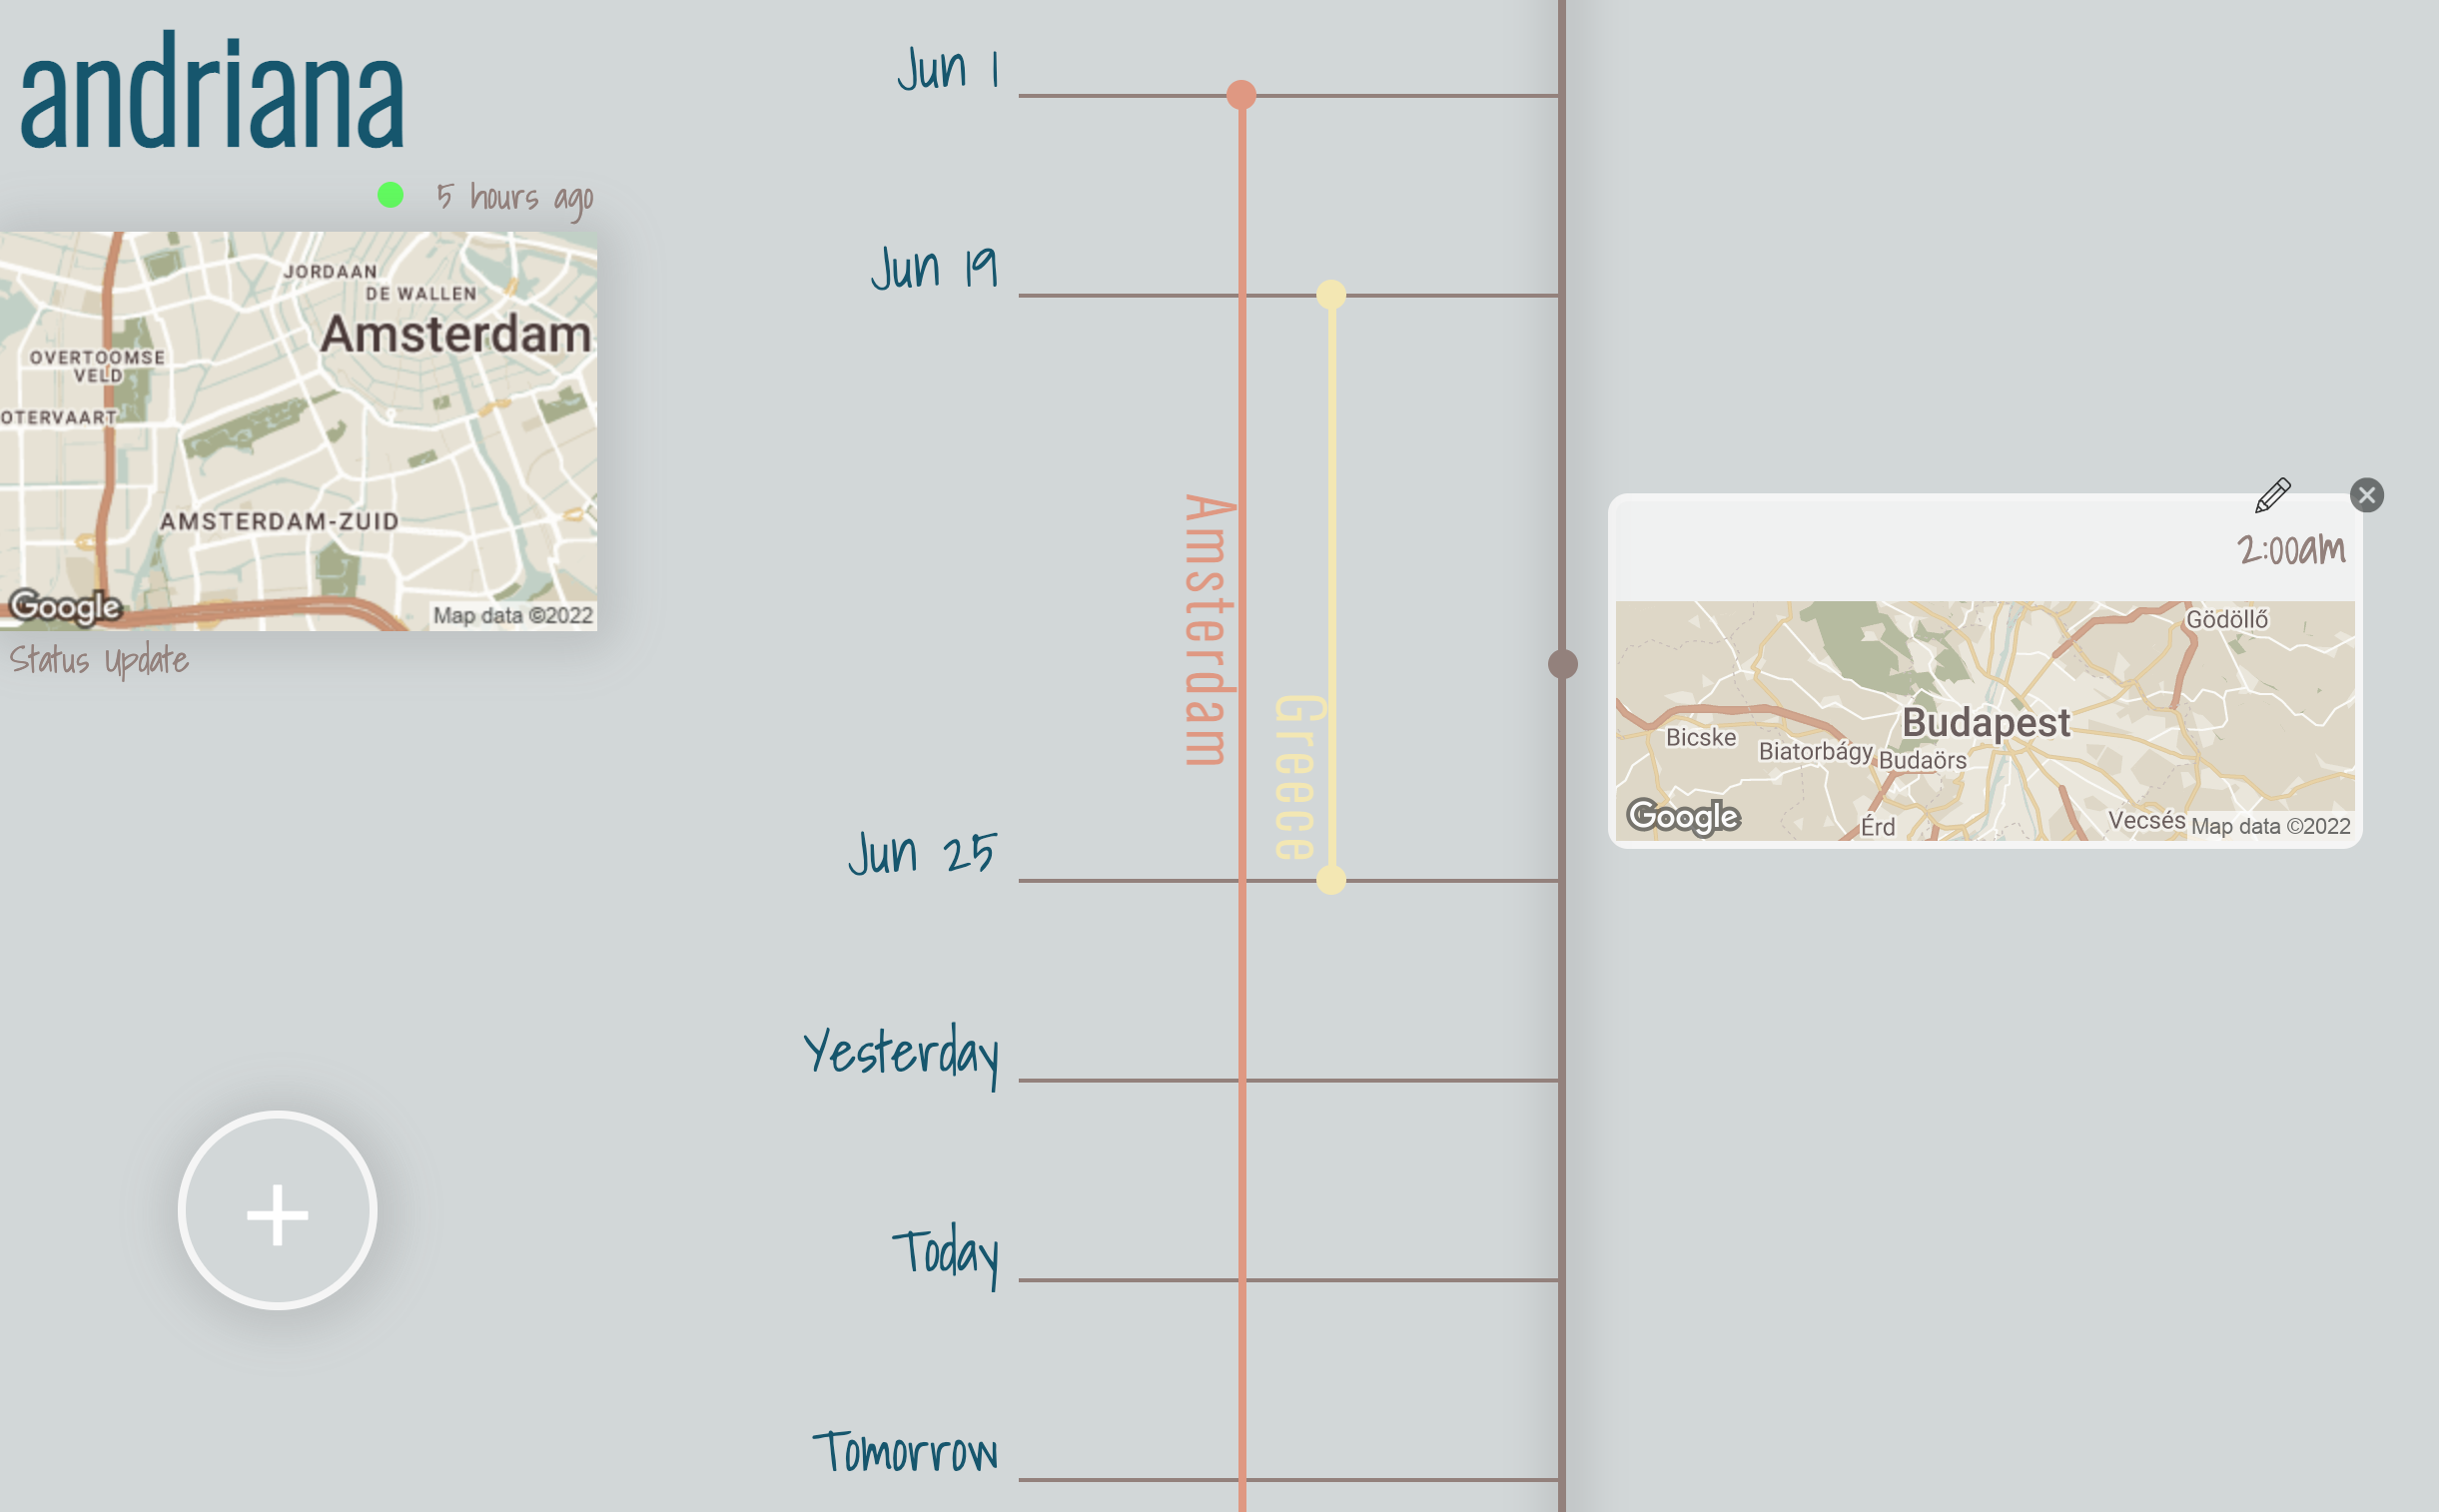 andriana
5 hours ago
JORDAAN
DE WALLEN
Amsterdam
OVERTOOMSE
VELD
OTERVAART
AMSTERDAM-ZUID
Google
Map data ©2022
Status Update
+
Jun 1
Jun 19
Amsterdam
Greece
Jun 25
Yesterday
Today
Tomorrow
2:00am
Gödöllő
Budapest
Bicske
Biatorbágy
Budaörs
Google
Érd
Vecsés
Map data ©2022